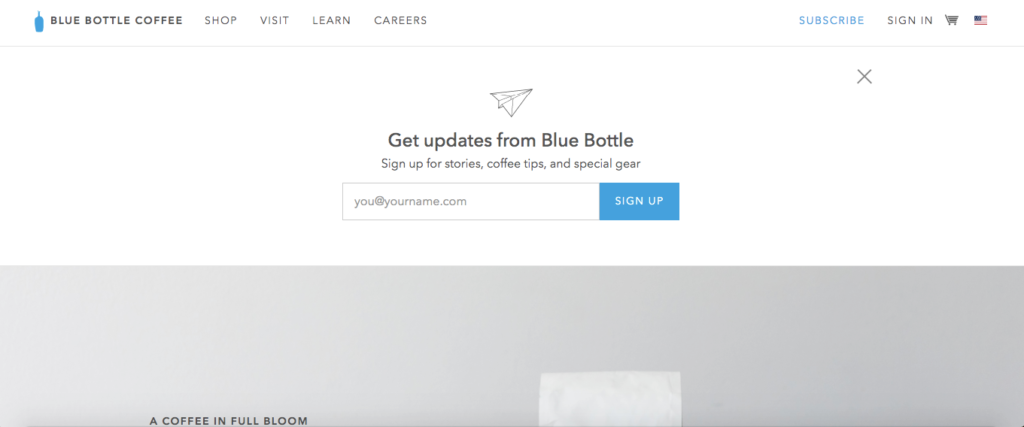 BLUE BOTTLE COFFEE SHOP VISIT LEARN CAREERS SUBSCRIBE SIGN IN
Get updates from Blue Bottle
Sign up for stories, coffee tips, and special gear
you@yourname.com SIGN UP
A COFFEE IN FULL BLOOM